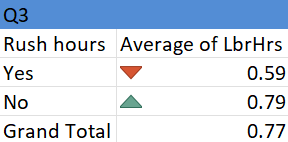 Q3
Rush hours Average of LbrHrs
Yes 0.59
No 0.79
Grand Total 0.77